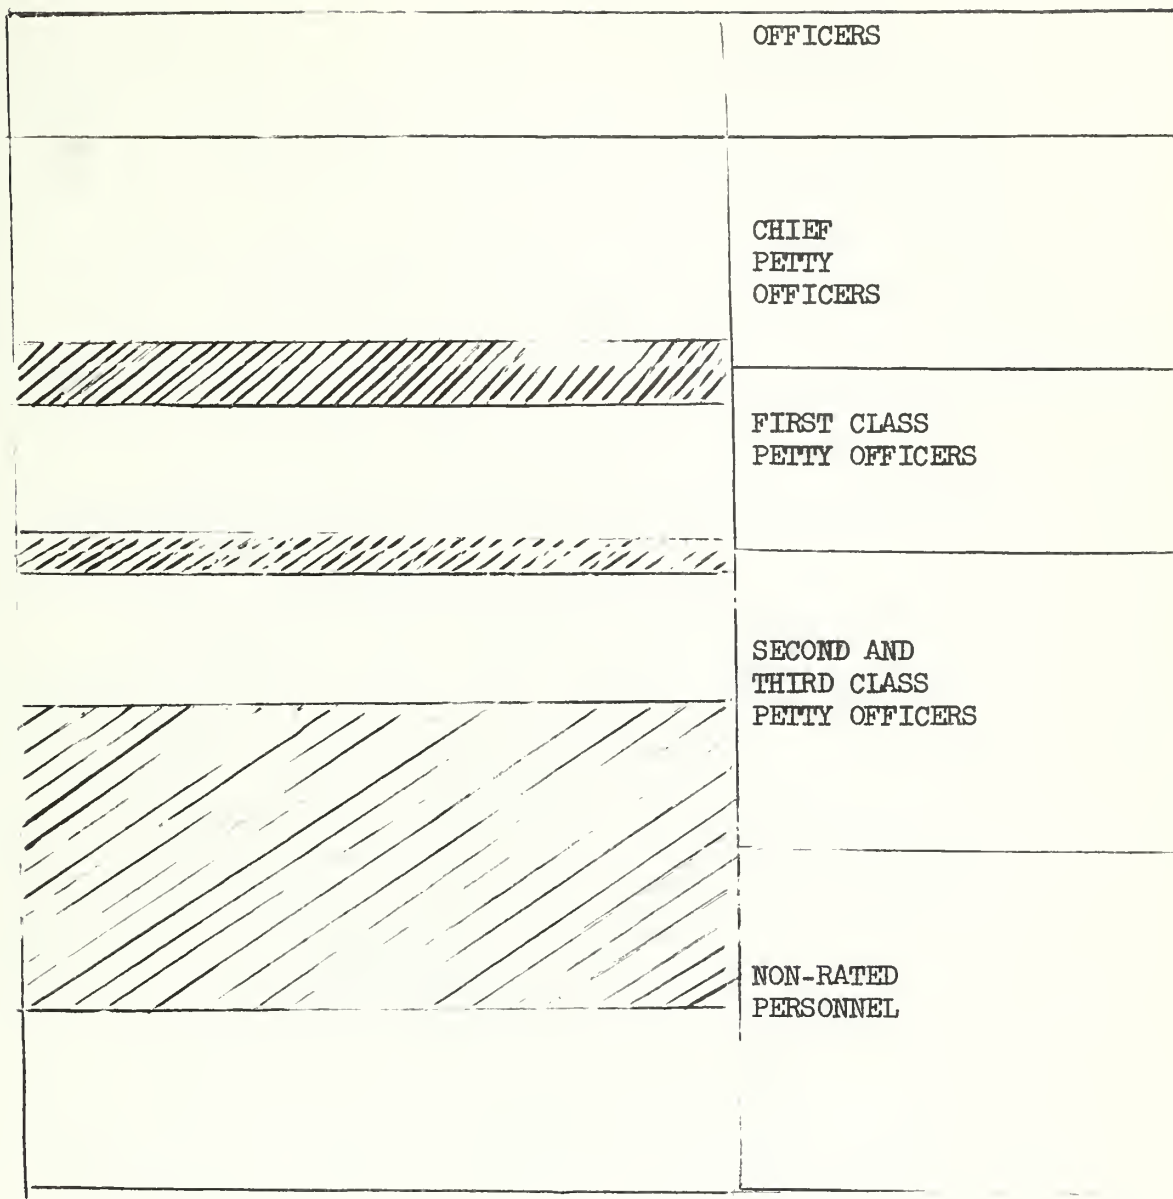 OFFICERS
CHIEF
PETTY
OFFICERS
FIRST CLASS
PETTY OFFICERS
SECOND AND
THIRD CLASS
PETTY OFFICERS
NON-RATED
PERSONNEL